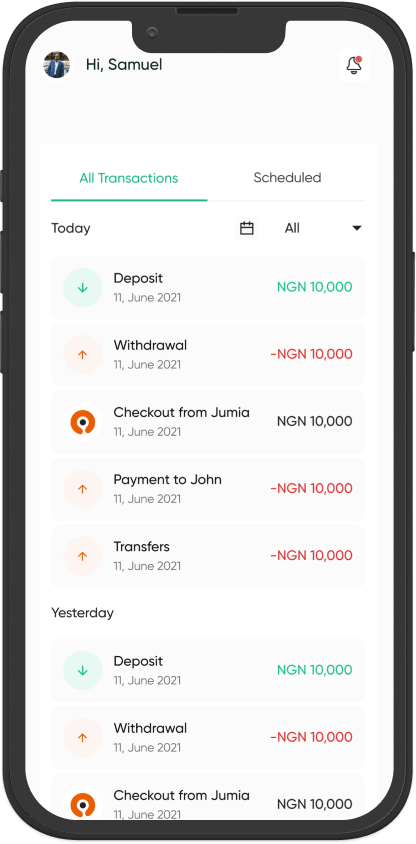 Hi, Samuel
All Transactions
Scheduled
Today
All
Deposit
NGN 10,000
11, June 2021
Withdrawal
-NGN 10,000
11, June 2021
Checkout from Jumia
NGN 10,000
11, June 2021
Payment to John
-NGN 10,000
11, June 2021
Transfers
-NGN 10,000
11, June 2021
Yesterday
Deposit
NGN 10,000
11, June 2021
Withdrawal
-NGN 10,000
11, June 2021
Checkout from Jumia
NGN 10,000
11, June 2021